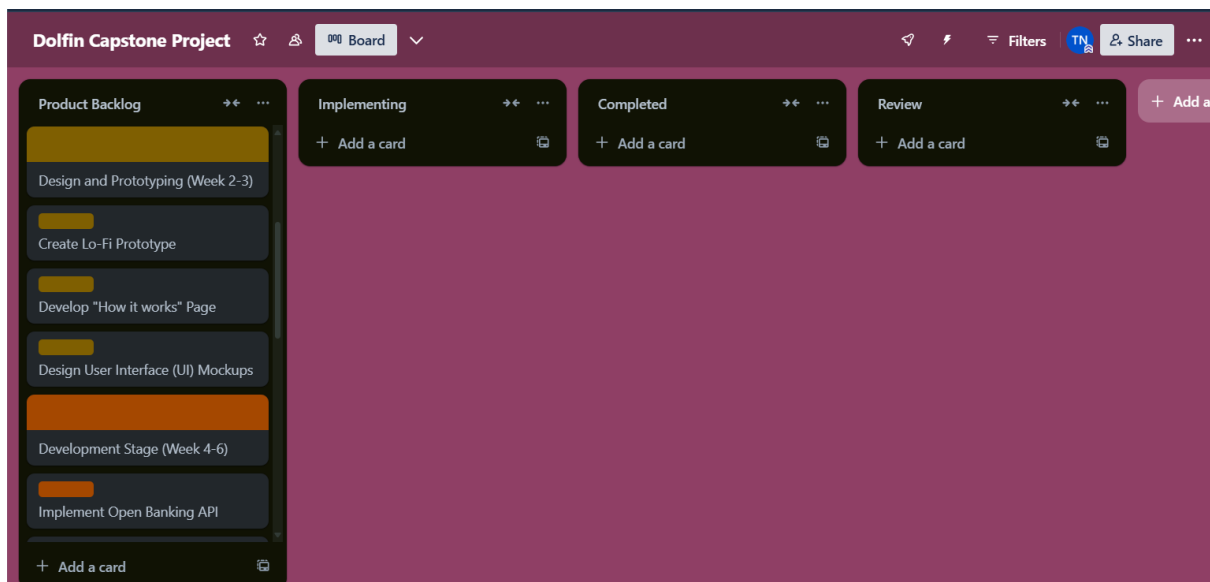 Dolfin Capstone Project
Board
Filters
TN
Share
Product Backlog
Design and Prototyping (Week 2-3)
Create Lo-Fi Prototype
Develop "How it works" Page
Design User Interface (UI) Mockups
Development Stage (Week 4-6)
Implement Open Banking API
+ Add a card
Implementing
+ Add a card
Completed
+ Add a card
Review
+ Add a card
+ Add a